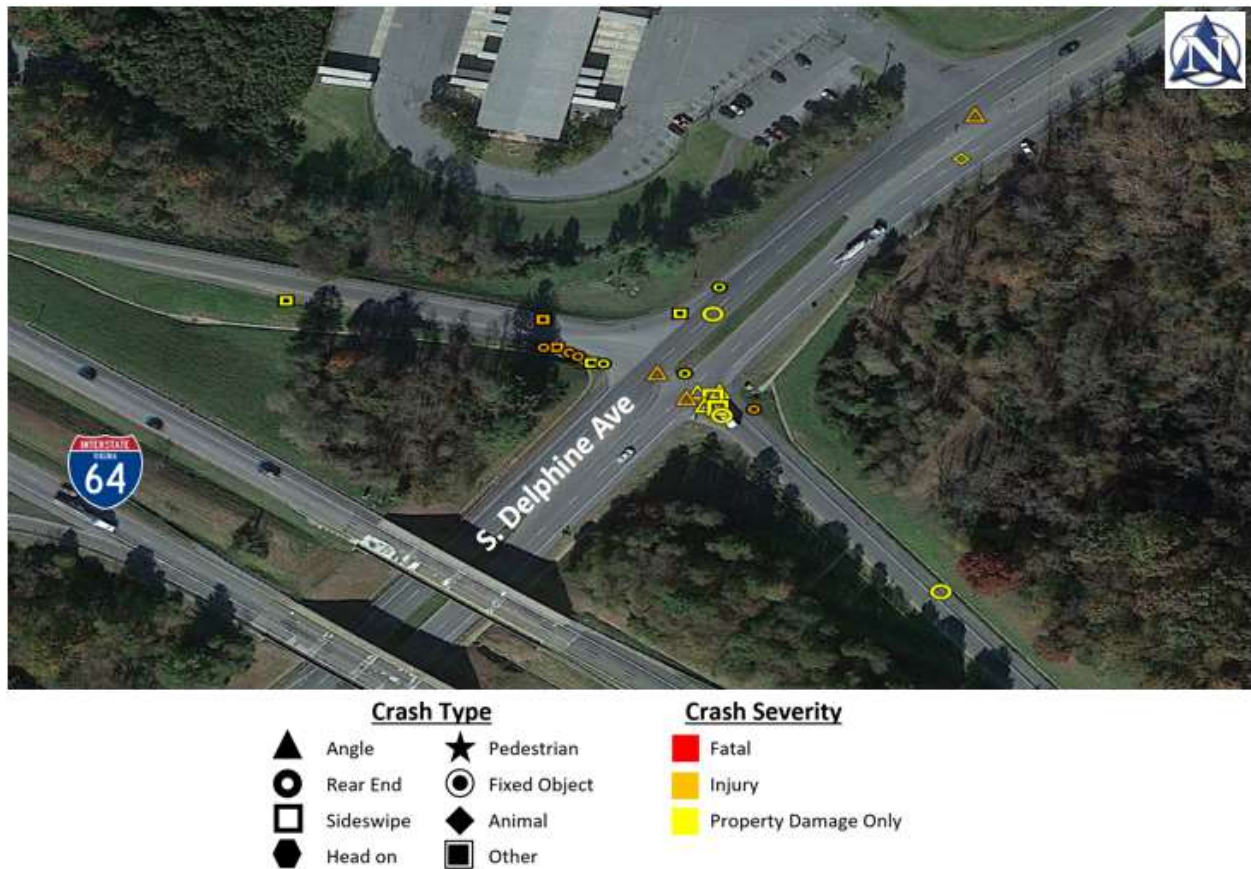 N
INTERSTATE
VIRGINIA
64
S. Delphine Ave
Crash Type
Crash Severity
Angle
Pedestrian
Fatal
Rear End
Fixed Object
Injury
Sideswipe
Animal
Property Damage Only
Head on
Other